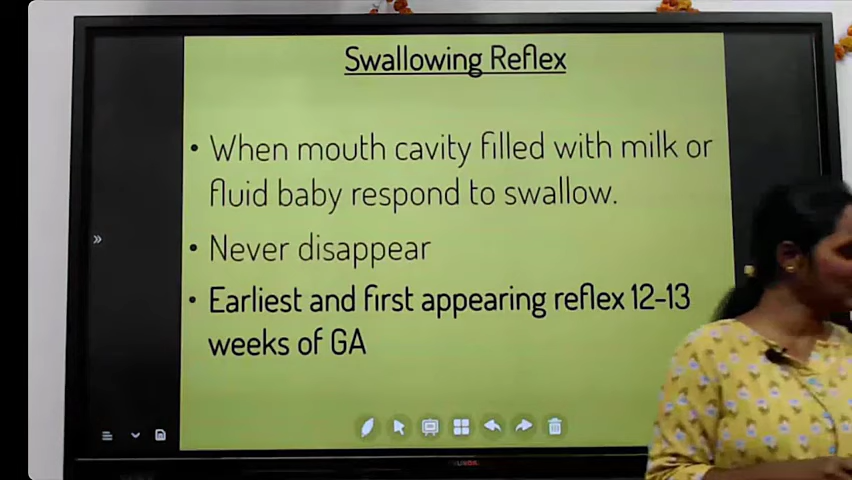 Swallowing Reflex
• When mouth cavity filled with milk or
fluid baby respond to swallow.
• Never disappear
• Earliest and first appearing reflex 12-13
weeks of GA